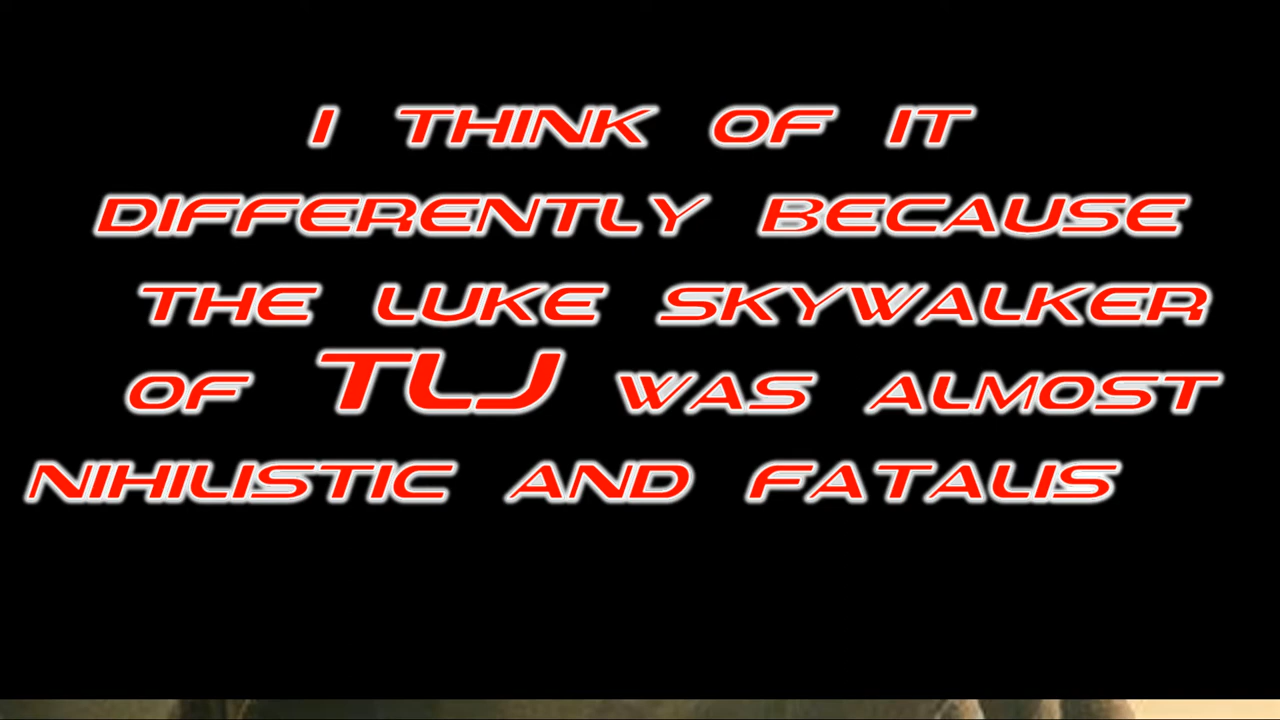 I THINK OF IT
DIFFERENTLY BECAUSE
THE LUKE SKYWALKER
OF TLJ WAS ALMOST
NIHILISTIC AND FATALIS